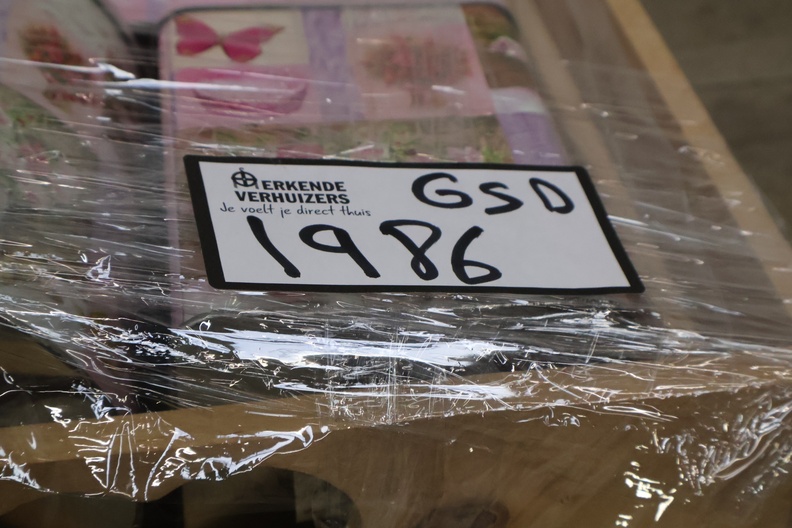 ERKENDE
VERHUIZERS
Je voelt je direct thuis
GSD
1986